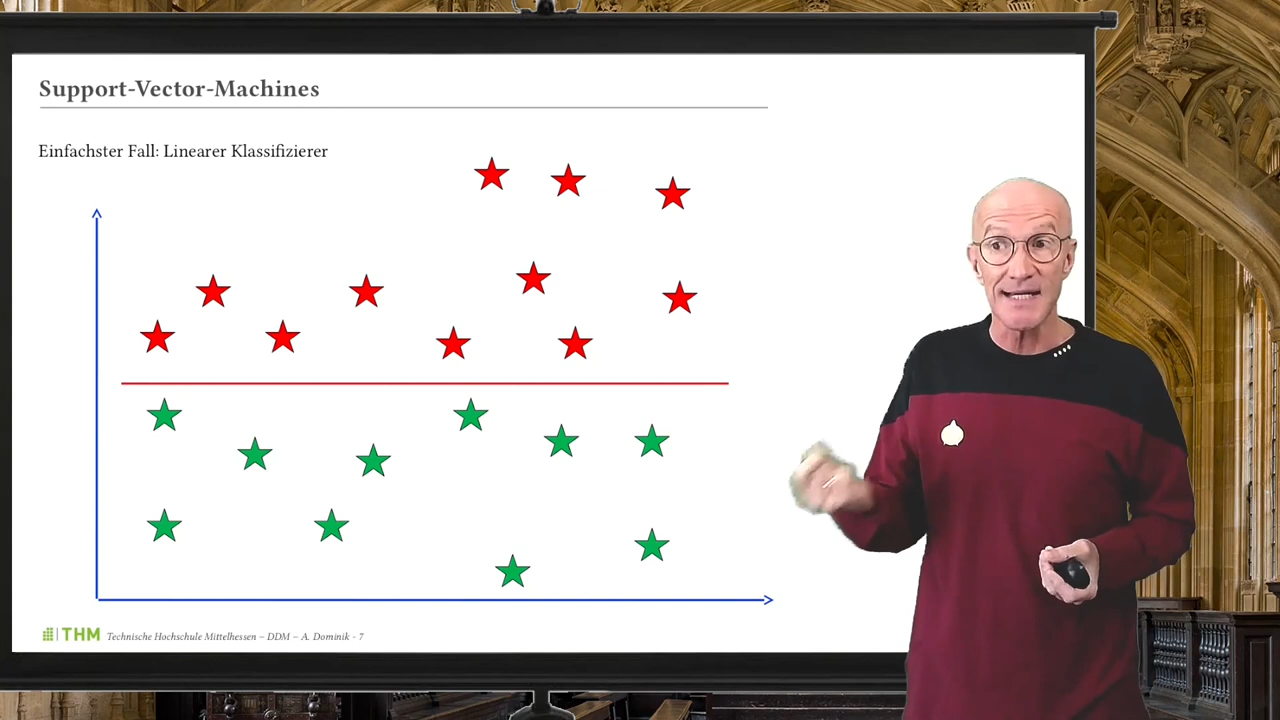 Support-Vector-Machines
Einfachster Fall: Linearer Klassifizierer
THM Technische Hochschule Mittelhessen – DDM – A. Dominik - 7